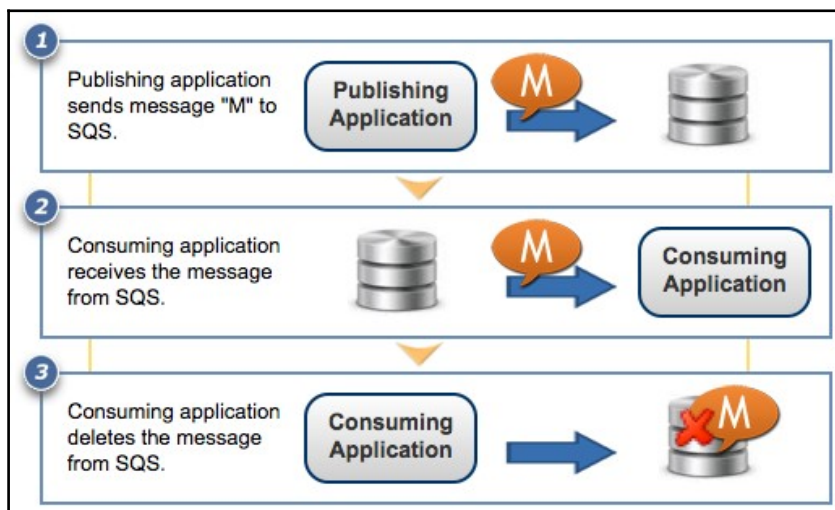 1
Publishing application
sends message "M" to
SQS.
Publishing
Application
M
2
Consuming application
receives the message
from SQS.
M
Consuming
Application
3
Consuming application
deletes the message
from SQS.
Consuming
Application
M